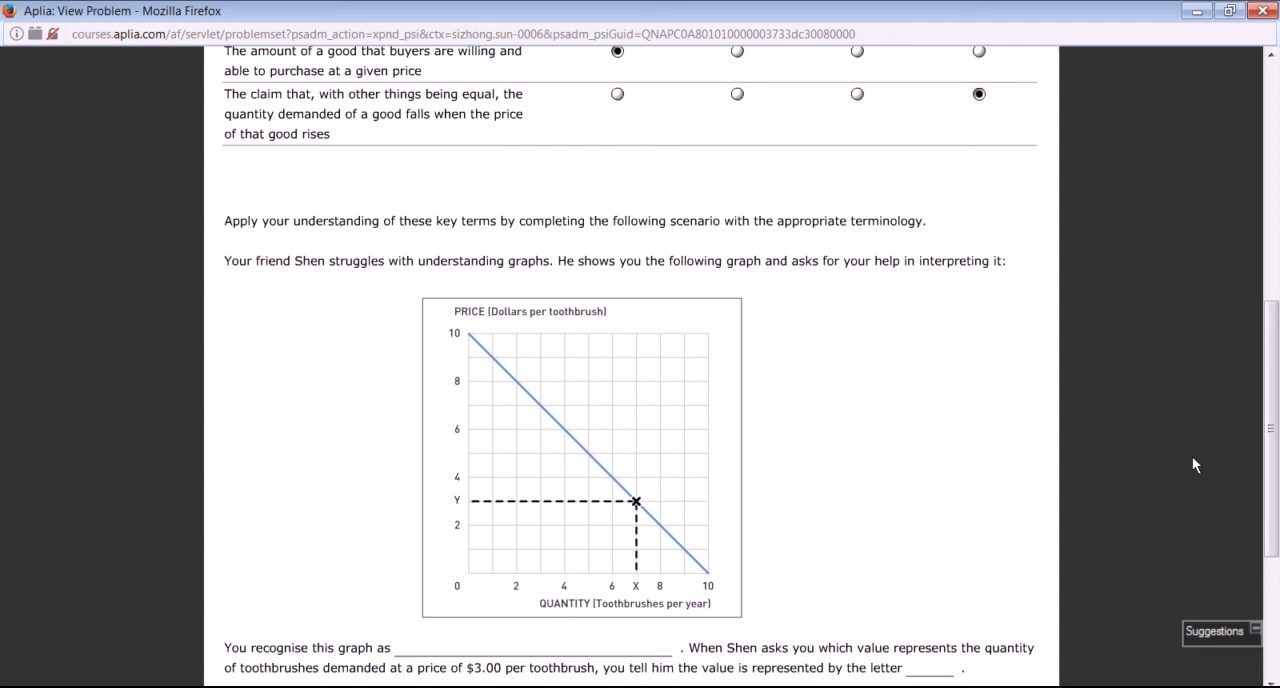 Aplia: View Problem - Mozilla Firefox
courses.aplia.com/af/servlet/problemset?psadm_action=xpnd_psi&ctx=sizhong.sun-0006&psadm_psiGuid=QNAPC0A801010000003733dc30080000
The amount of a good that buyers are willing and
able to purchase at a given price
The claim that, with other things being equal, the
quantity demanded of a good falls when the price
of that good rises
Apply your understanding of these key terms by completing the following scenario with the appropriate terminology.
Your friend Shen struggles with understanding graphs. He shows you the following graph and asks for your help in interpreting it:
PRICE (Dollars per toothbrush)
10
8
6
4
Y
2
0 2 4 6 X 8 10
QUANTITY (Toothbrushes per year)
You recognise this graph as ______________ . When Shen asks you which value represents the quantity
of toothbrushes demanded at a price of $3.00 per toothbrush, you tell him the value is represented by the letter ______ .
Suggestions